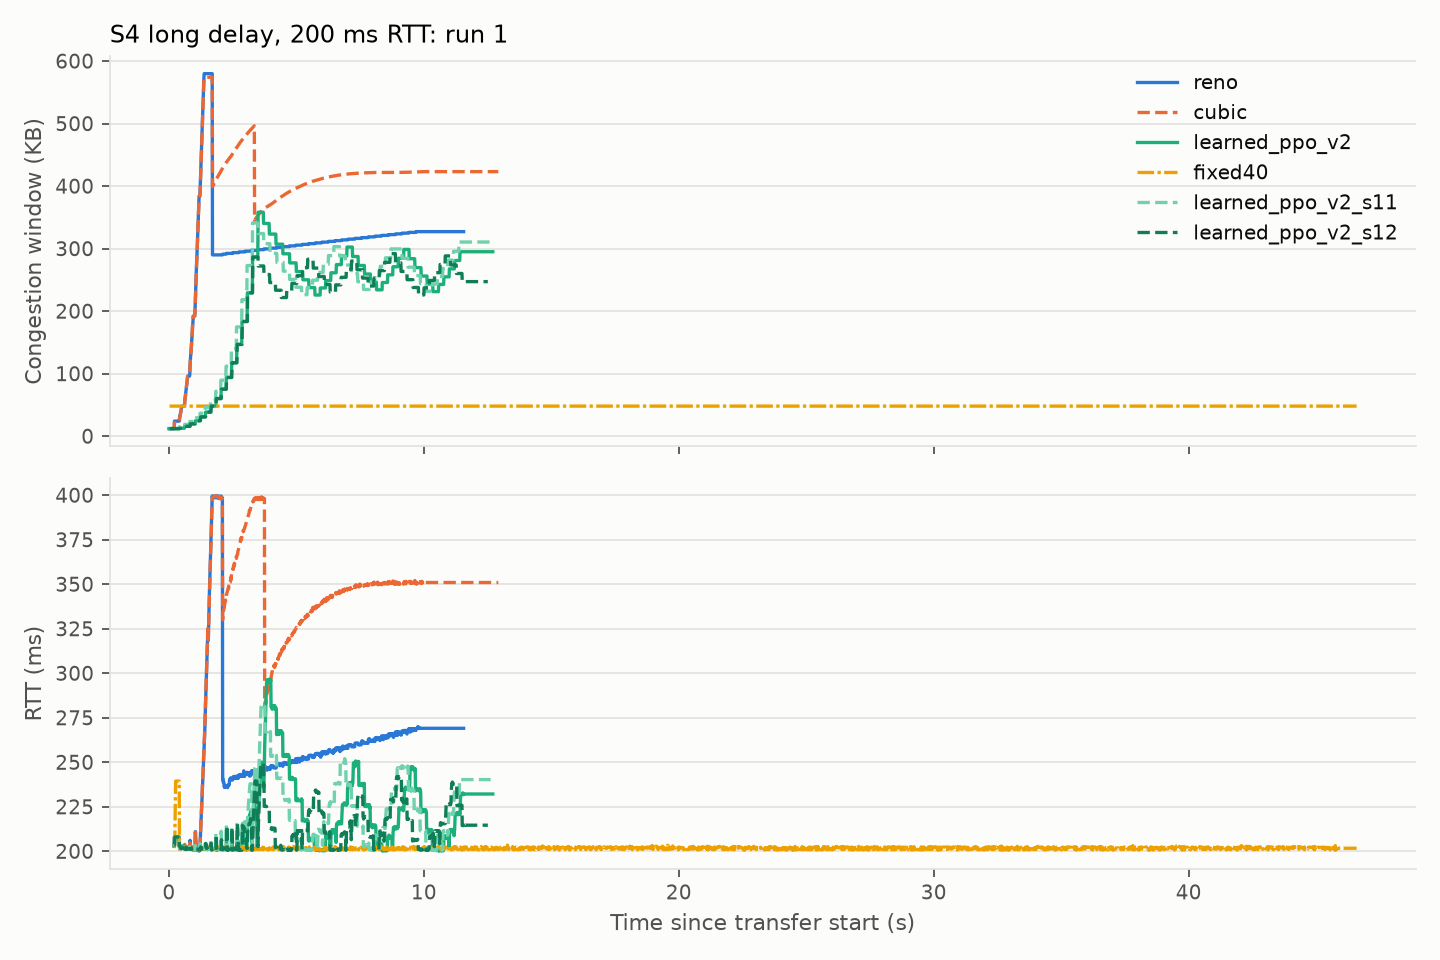 S4 long delay, 200 ms RTT: run 1
600
500
400
300
200
100
0
Congestion window (KB)
reno
cubic
learned_ppo_v2
fixed40
learned_ppo_v2_s11
learned_ppo_v2_s12
400
375
350
325
300
275
250
225
200
RTT (ms)
0 10 20 30 40
Time since transfer start (s)